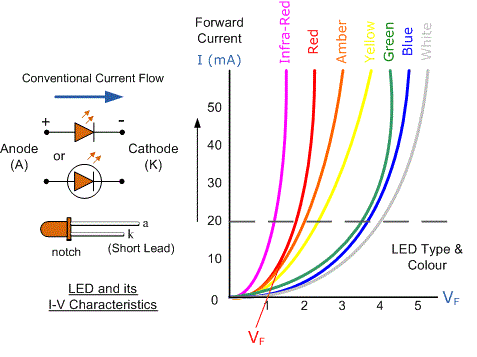 Conventional Current Flow
+ -
Anode
(A)
or
Cathode
(K)
a
k
notch
(Short Lead)
LED and its
I-V Characteristics
Forward
Current
I (mA)
Infra-Red
Red
Amber
Yellow
Green
Blue
White
50
40
30
20
10
0
1 2 3 4 5
VF
VF
LED Type &
Colour